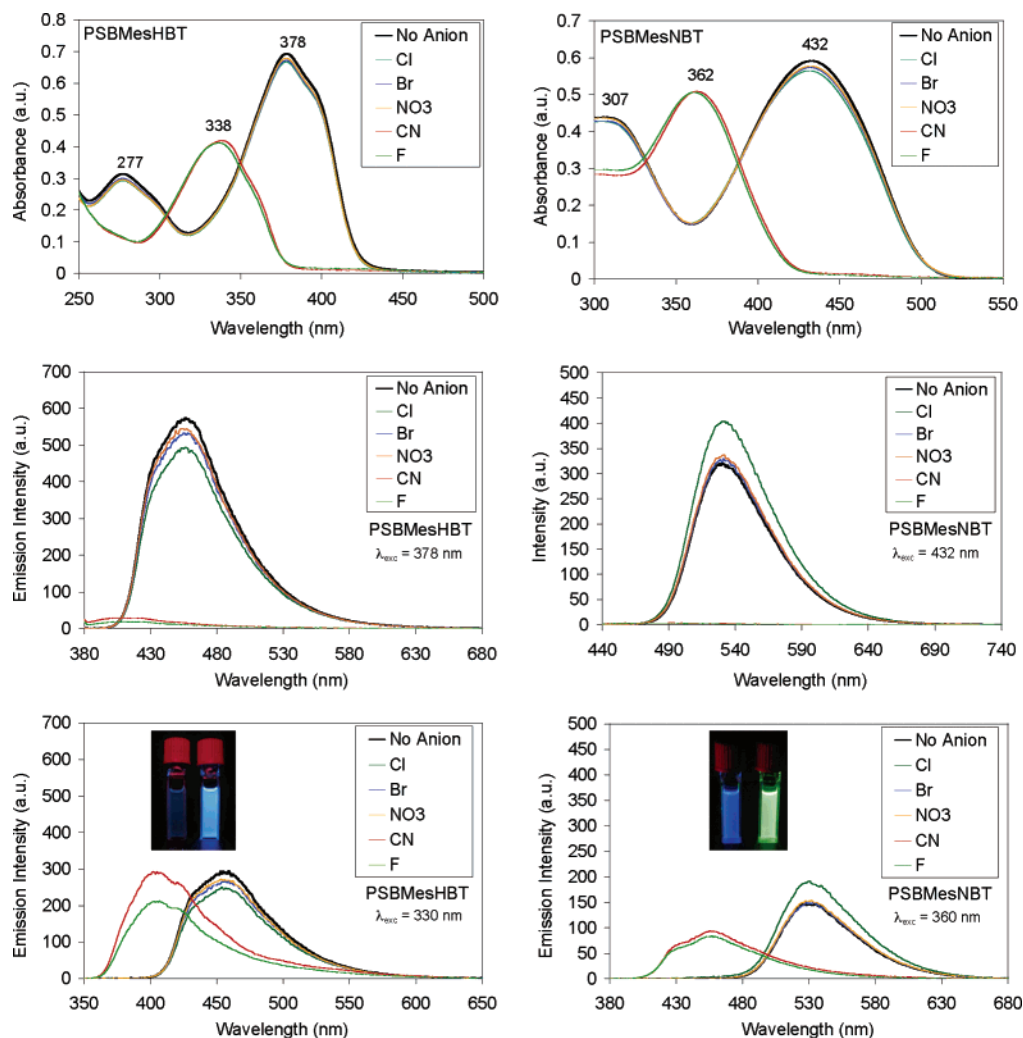 PSBMesHBT
No Anion
Cl
Br
NO3
CN
F
277
338
378
Absorbance (a.u.)
0.8
0.7
0.6
0.5
0.4
0.3
0.2
0.1
0
250 300 350 400 450 500
Wavelength (nm)
PSBMesNBT
No Anion
Cl
Br
NO3
CN
F
307
362
432
Absorbance (a.u.)
0.7
0.6
0.5
0.4
0.3
0.2
0.1
0
300 350 400 450 500 550
Wavelength (nm)
No Anion
Cl
Br
NO3
CN
F
PSBMesHBT
λexc = 378 nm
Emission Intensity (a.u.)
700
600
500
400
300
200
100
0
380 430 480 530 580 630 680
Wavelength (nm)
No Anion
Cl
Br
NO3
CN
F
PSBMesNBT
λexc = 432 nm
Intensity (a.u.)
500
450
400
350
300
250
200
150
100
50
0
440 490 540 590 640 690 740
Wavelength (nm)
No Anion
Cl
Br
NO3
CN
F
PSBMesHBT
λexc = 330 nm
Emission Intensity (a.u.)
700
600
500
400
300
200
100
0
350 400 450 500 550 600 650
Wavelength (nm)
No Anion
Cl
Br
NO3
CN
F
PSBMesNBT
λexc = 360 nm
Emission Intensity (a.u.)
500
450
400
350
300
250
200
150
100
50
0
380 430 480 530 580 630 680
Wavelength (nm)